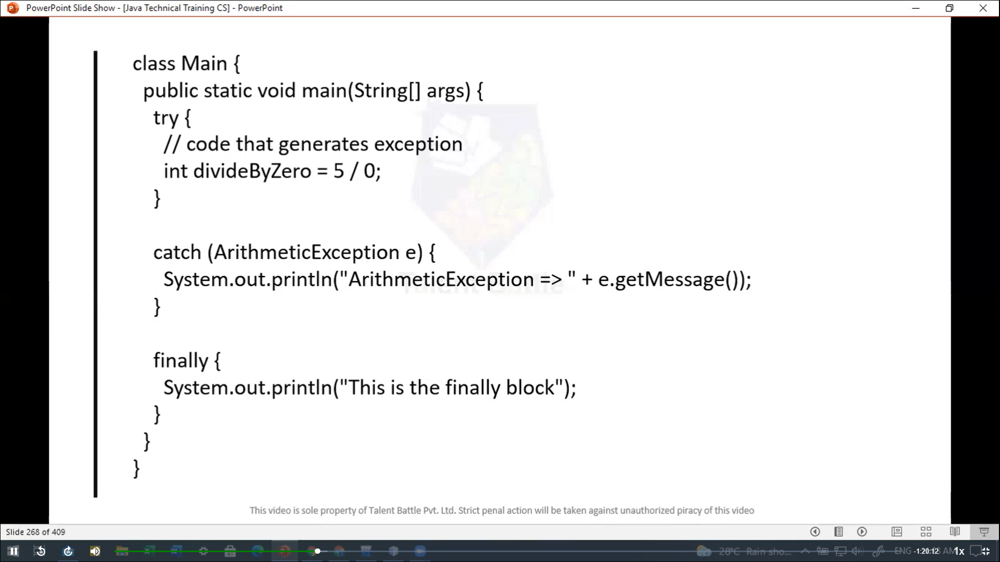 PowerPoint Slide Show - [Java Technical Training CS] - PowerPoint
class Main {
public static void main(String[] args) {
try {
// code that generates exception
int divideByZero = 5 / 0;
}
catch (ArithmeticException e) {
System.out.println("ArithmeticException => " + e.getMessage());
}
finally {
System.out.println("This is the finally block");
}
}
}
Talent Battle
This video is sole property of Talent Battle Pvt. Ltd. Strict penal action will be taken against unauthorized piracy of this video
Slide 268 of 409
28°C Rain sho... ENG -1:20:12 AM 1x